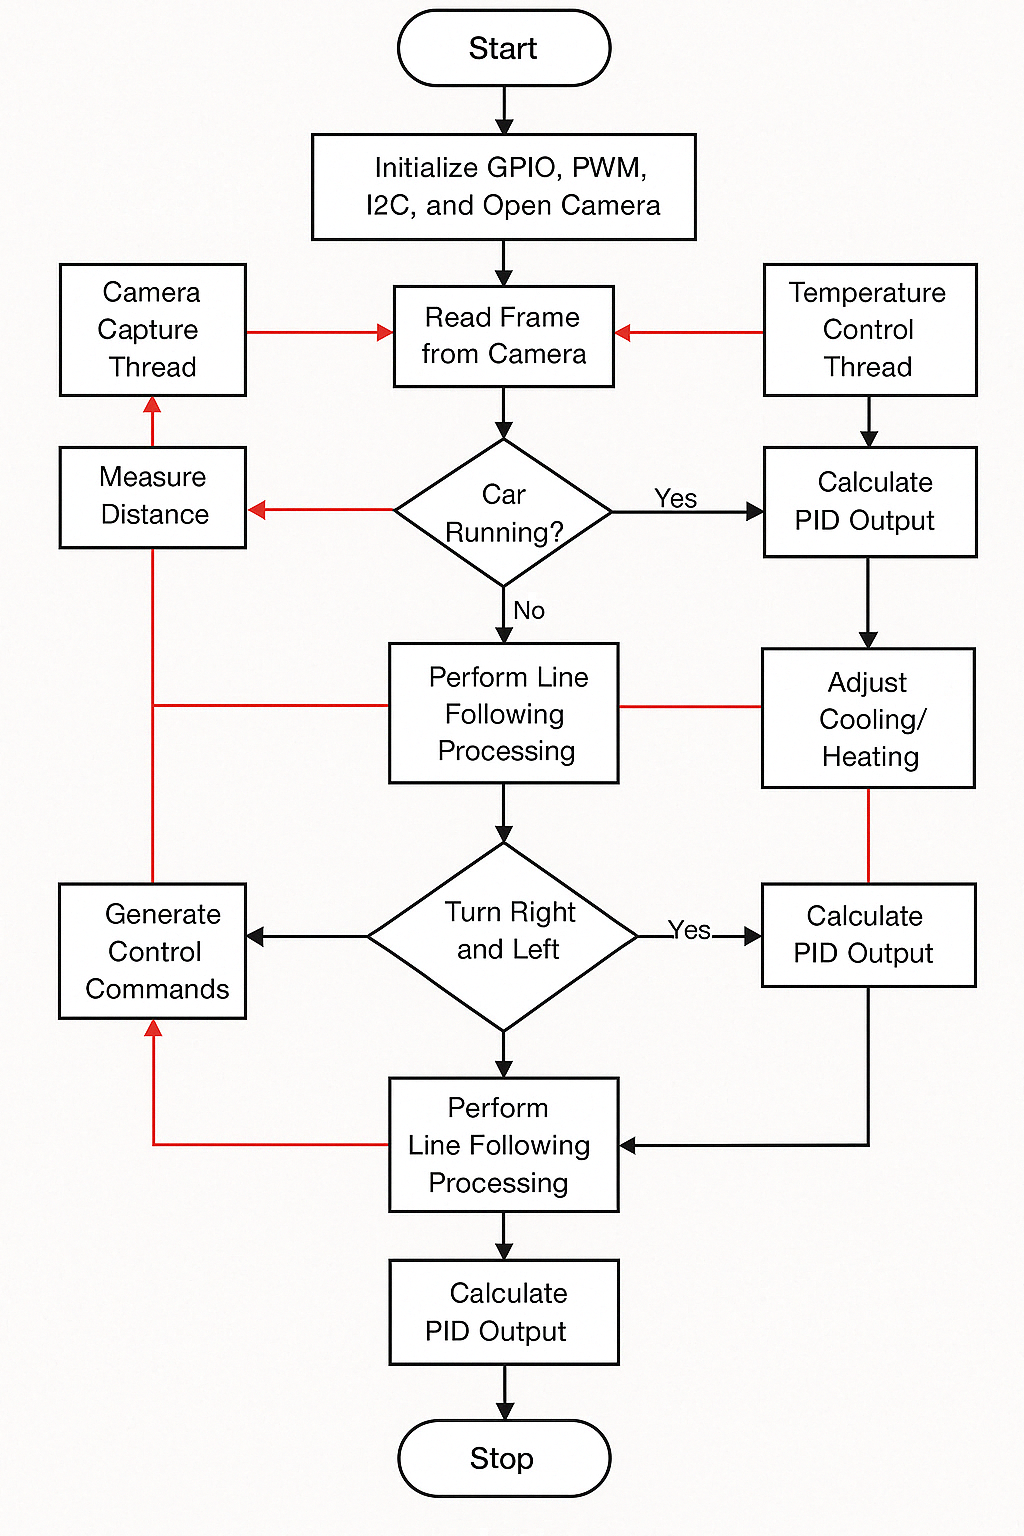 Start
Initialize GPIO, PWM,
I2C, and Open Camera
Camera
Capture
Thread
Read Frame
from Camera
Temperature
Control
Thread
Measure
Distance
Car
Running?
Yes
Calculate
PID Output
No
Perform Line
Following
Processing
Adjust
Cooling/
Heating
Generate
Control
Commands
Turn Right
and Left
Yes
Calculate
PID Output
Perform
Line Following
Processing
Calculate
PID Output
Stop